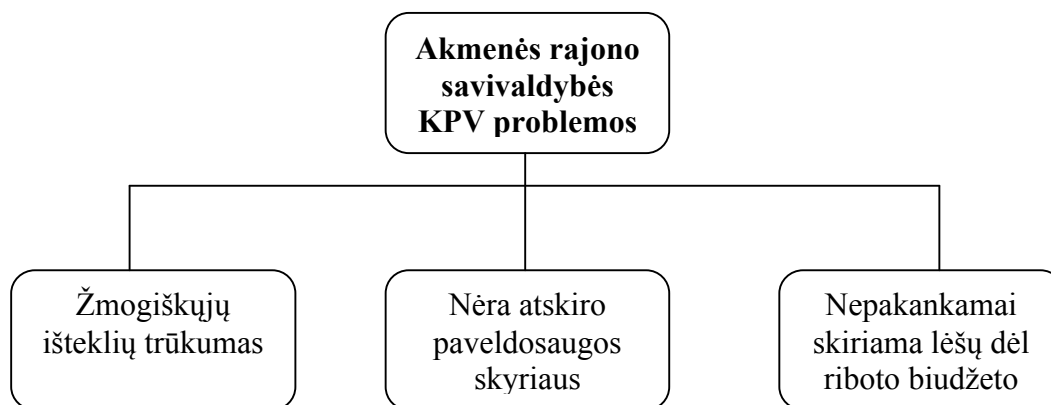 Akmenės rajono
savivaldybės
KPV problemos
Žmogiškųjų
išteklių trūkumas
Nėra atskiro
paveldosaugos
skyriaus
Nepakankamai
skiriama lėšų dėl
riboto biudžeto